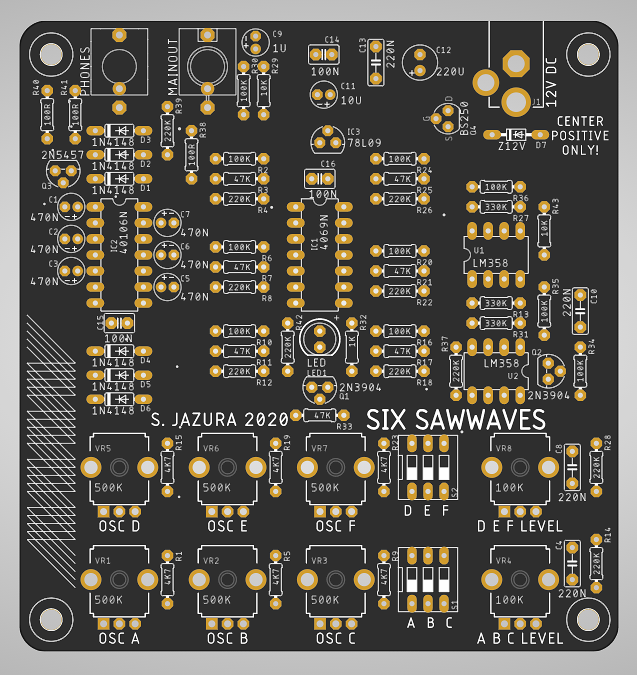 PHONES
MAINOUT
C9
1U
C14
100N
C13
220N
C12
220U
12V DC
J1
R40
R41
100R
100R
R39
220K
R38
100R
R30
R29
100K
10K
C11
10U
BS250
Q4
G
D
S
CENTER
POSITIVE
ONLY!
Z12V
D7
IC3
78L09
1N4148
D3
1N4148
D2
1N4148
D1
2N5457
Q3
C16
100N
100K
R2
47K
R3
220K
R4
100K
R24
47K
R25
220K
R26
100K
R36
330K
R27
R43
10K
C1
470N
C2
470N
C3
470N
IC2
40106N
C7
470N
C6
470N
C5
470N
IC1
4069N
100K
R6
47K
R7
220K
R8
100K
R20
47K
R21
220K
R22
U1
LM358
330K
R13
330K
R31
R35
100K
220N
C10
C15
100N
R42
220K
LED
LED1
R32
1K
100K
R10
47K
R11
220K
R12
100K
R16
47K
R17
220K
R18
1N4148
D4
1N4148
D5
1N4148
D6
R37
220K
LM358
U2
Q2
2N3904
R34
100K
2N3904
Q1
47K
R33
S. JAZURA 2020
SIX SAWWAVES
VR5
500K
OSC D
R15
4K7
VR6
500K
OSC E
R19
4K7
VR7
500K
OSC F
R23
4K7
S2
D E F
VR8
100K
D E F LEVEL
C8
220N
R28
220K
VR1
500K
OSC A
R1
4K7
VR2
500K
OSC B
R5
4K7
VR3
500K
OSC C
R9
4K7
S1
A B C
VR4
100K
A B C LEVEL
C4
220N
R14
220K